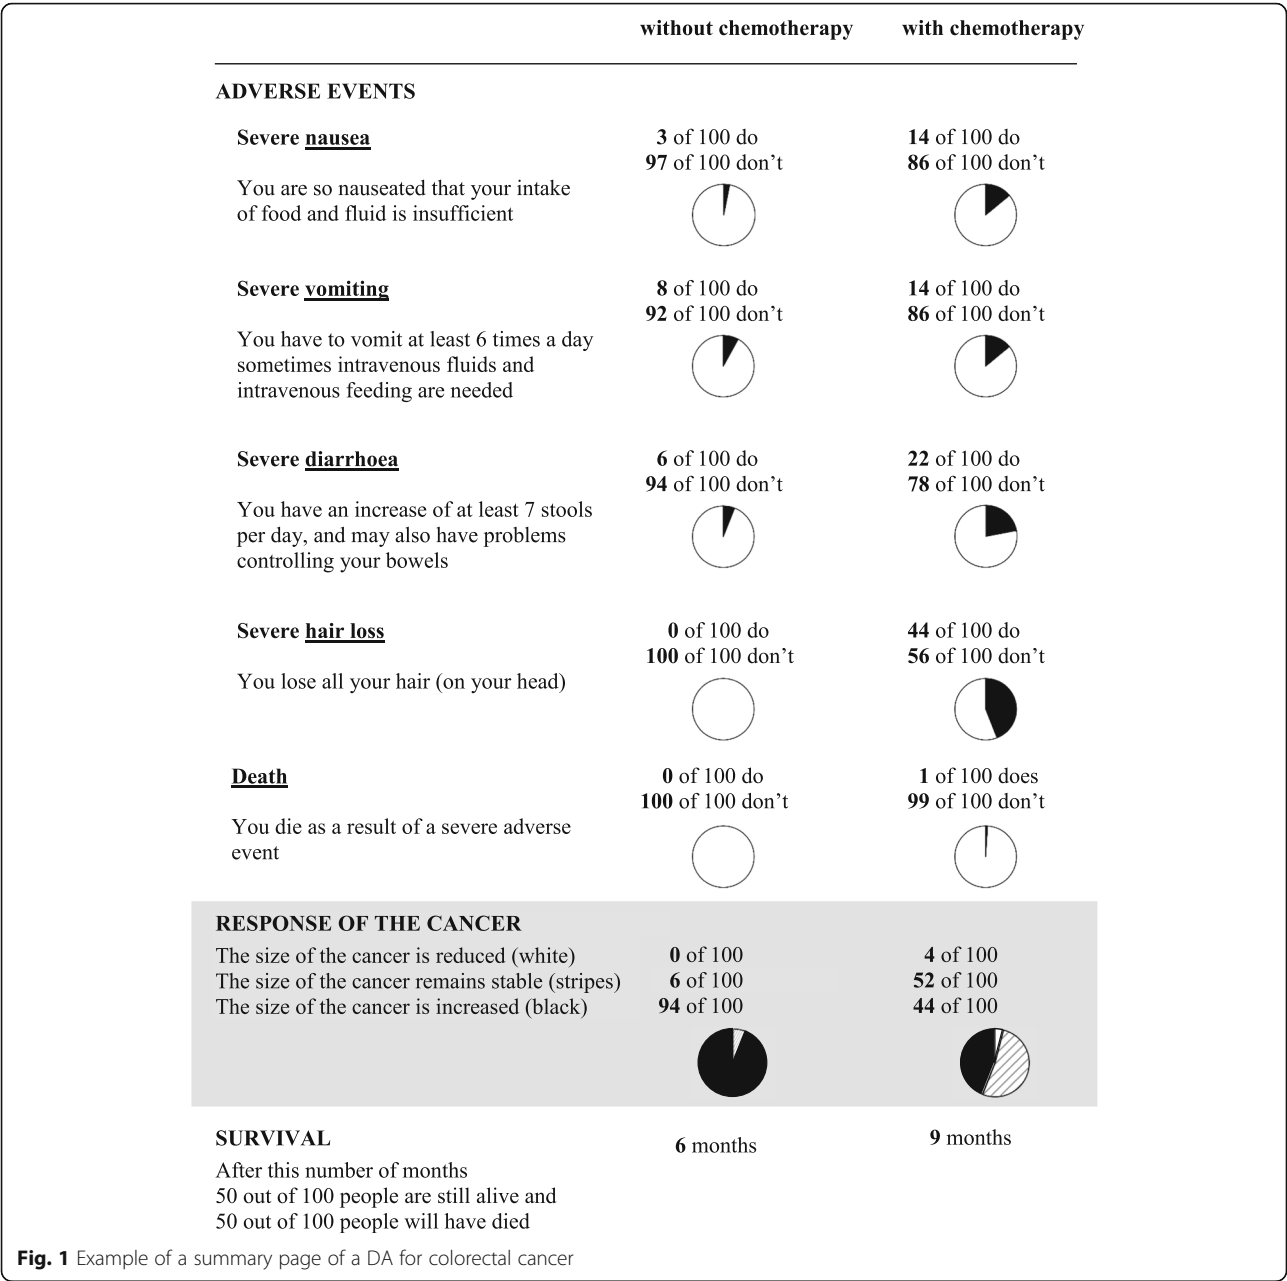 without chemotherapy with chemotherapy
ADVERSE EVENTS
Severe nausea 3 of 100 do 14 of 100 do
97 of 100 don't 86 of 100 don't
You are so nauseated that your intake
of food and fluid is insufficient
Severe vomiting 8 of 100 do 14 of 100 do
92 of 100 don't 86 of 100 don't
You have to vomit at least 6 times a day
sometimes intravenous fluids and
intravenous feeding are needed
Severe diarrhoea 6 of 100 do 22 of 100 do
94 of 100 don't 78 of 100 don't
You have an increase of at least 7 stools
per day, and may also have problems
controlling your bowels
Severe hair loss 0 of 100 do 44 of 100 do
100 of 100 don't 56 of 100 don't
You lose all your hair (on your head)
Death 0 of 100 do 1 of 100 does
100 of 100 don't 99 of 100 don't
You die as a result of a severe adverse
event
RESPONSE OF THE CANCER
The size of the cancer is reduced (white) 0 of 100 4 of 100
The size of the cancer remains stable (stripes) 6 of 100 52 of 100
The size of the cancer is increased (black) 94 of 100 44 of 100
SURVIVAL 6 months 9 months
After this number of months
50 out of 100 people are still alive and
50 out of 100 people will have died
Fig. 1 Example of a summary page of a DA for colorectal cancer